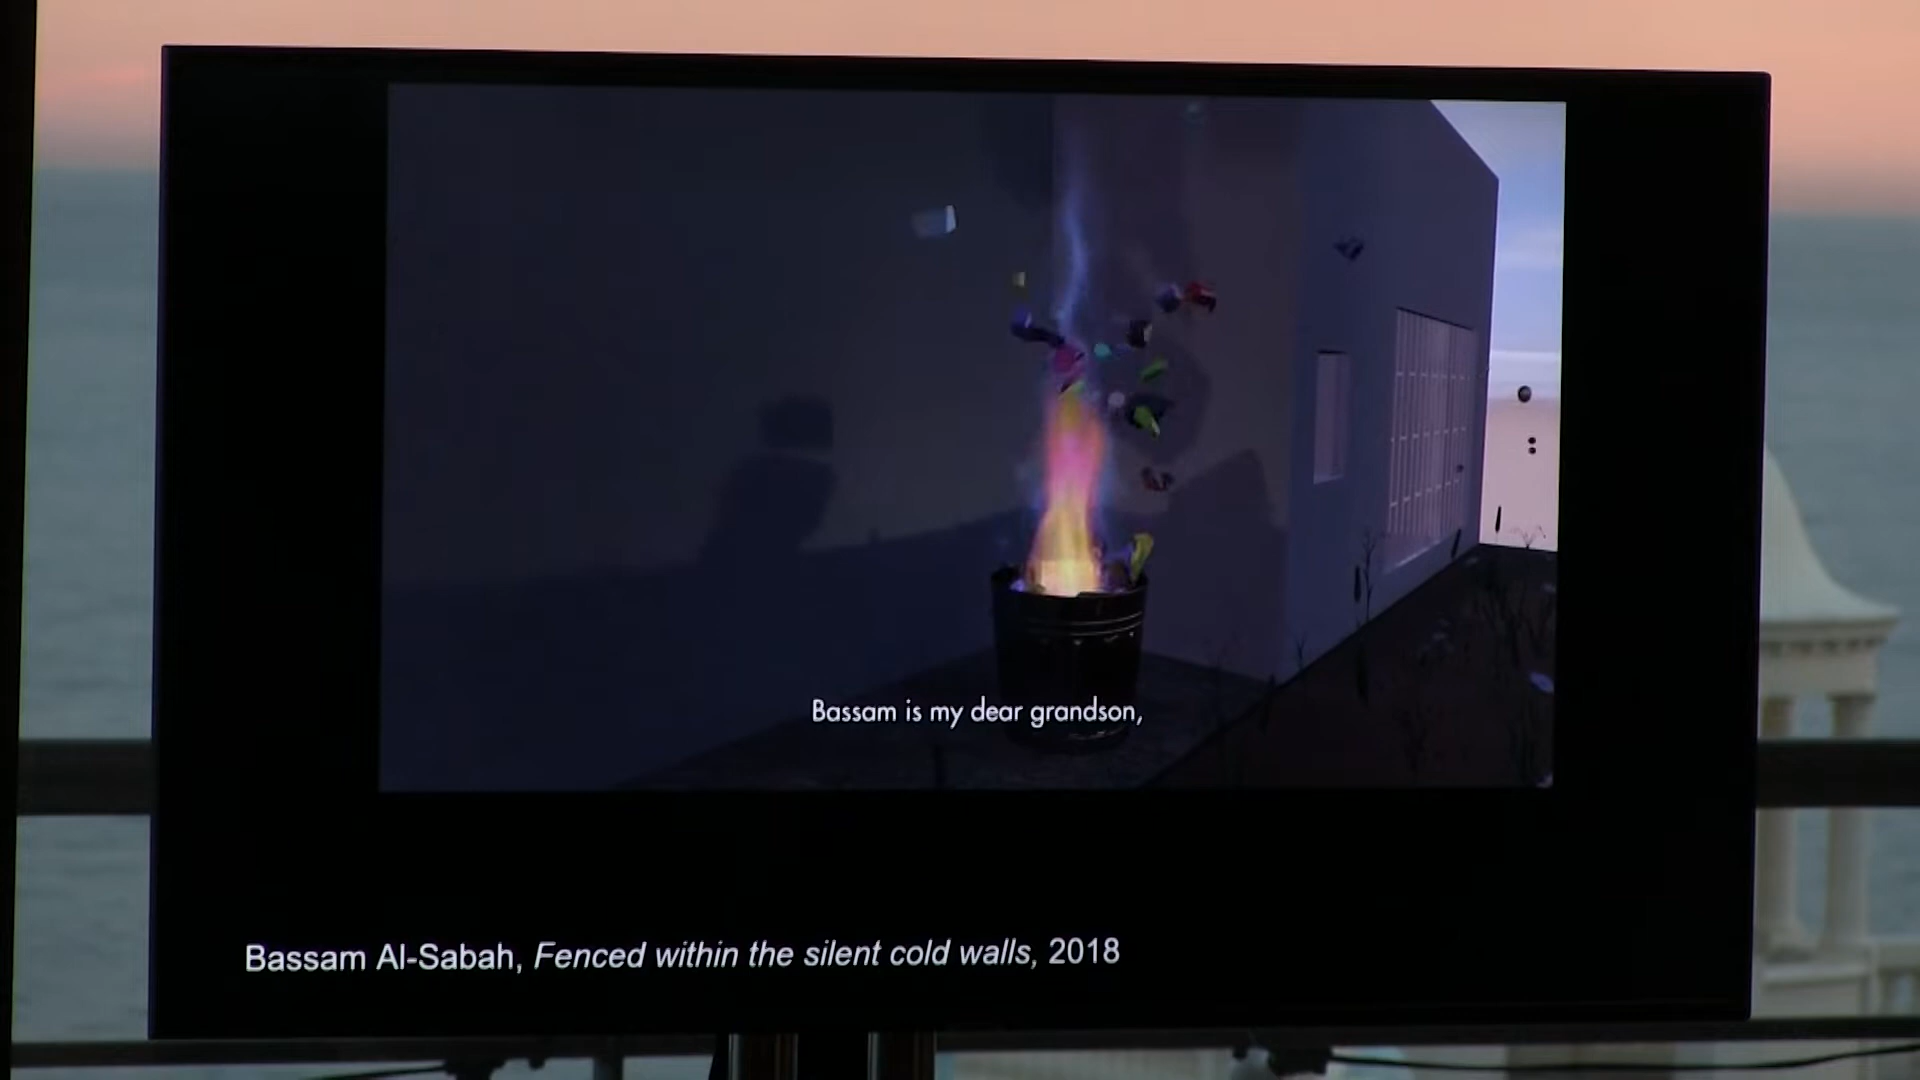 Bassam is my dear grandson,
Bassam Al-Sabah, Fenced within the silent cold walls, 2018